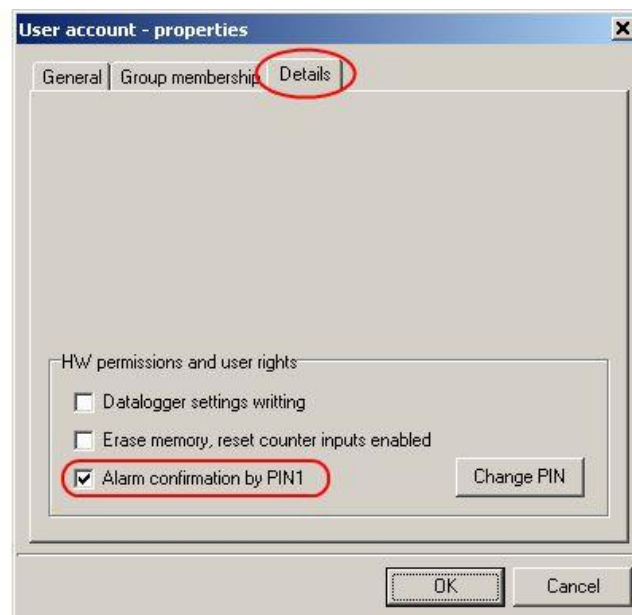 User account - properties
General Group membership Details
HW permissions and user rights
Datalogger settings writting
Erase memory, reset counter inputs enabled
Alarm confirmation by PIN1 Change PIN
OK Cancel